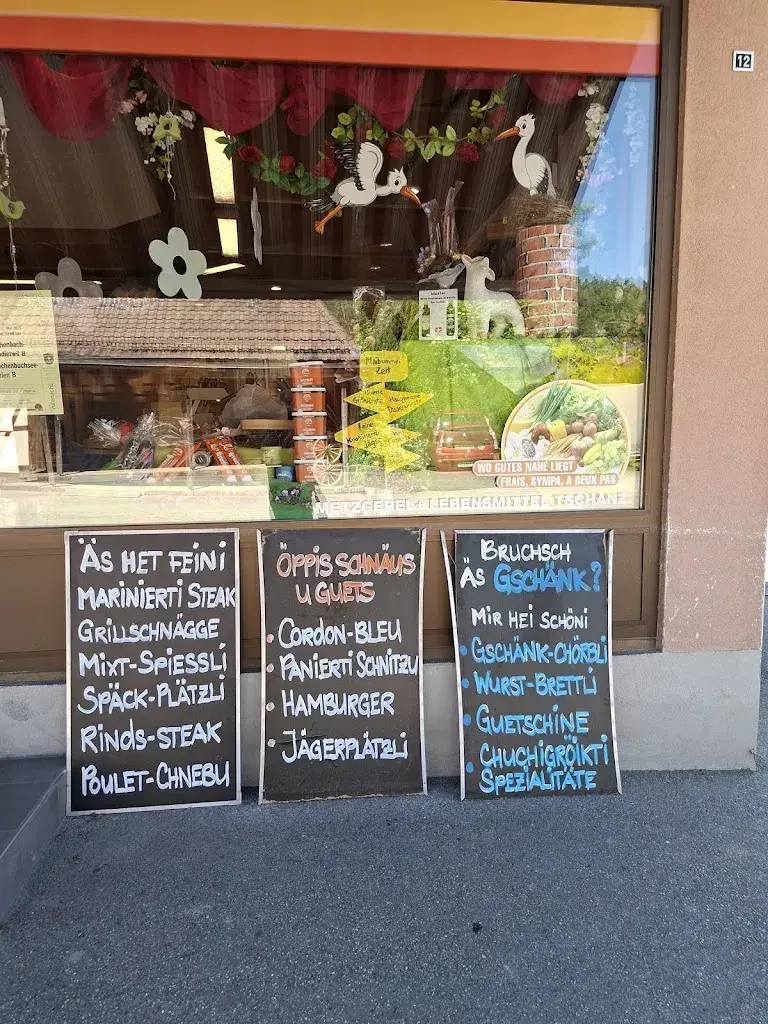 12
Maibummel
Zeit
WO GUTES NAHE LIEGT
FRAIS, SYMPA, A DEUX PAS
METZGEREI + LEBENSMITTEL TSCHANZ
ÄS HET FEINI
MARINIERTI STEAK
GRILLSCHNÄGGE
MIXT-SPIESSLI
SPÄCK-PLÄTZLI
RINDS-STEAK
POULET-CHNEBU
ÖPPIS SCHNÄUS
U GUETS
• CORDON-BLEU
• PANIERTI SCHNITZU
• HAMBURGER
• JÄGERPLÄTZLI
BRUCHSCH
ÄS GSCHÄNK?
MIR HEI SCHÖNI
• GSCHÄNK-CHÖRBLI
• WURST-BRETTLI
• GUETSCHINE
• CHUCHIGRÖIKTI
SPEZIALITÄTE